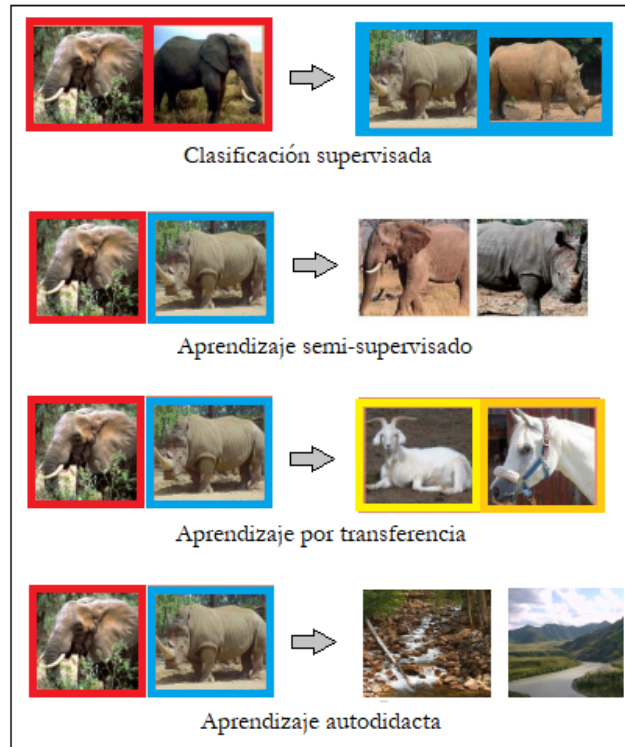 Clasificación supervisada
Aprendizaje semi-supervisado
Aprendizaje por transferencia
Aprendizaje autodidacta